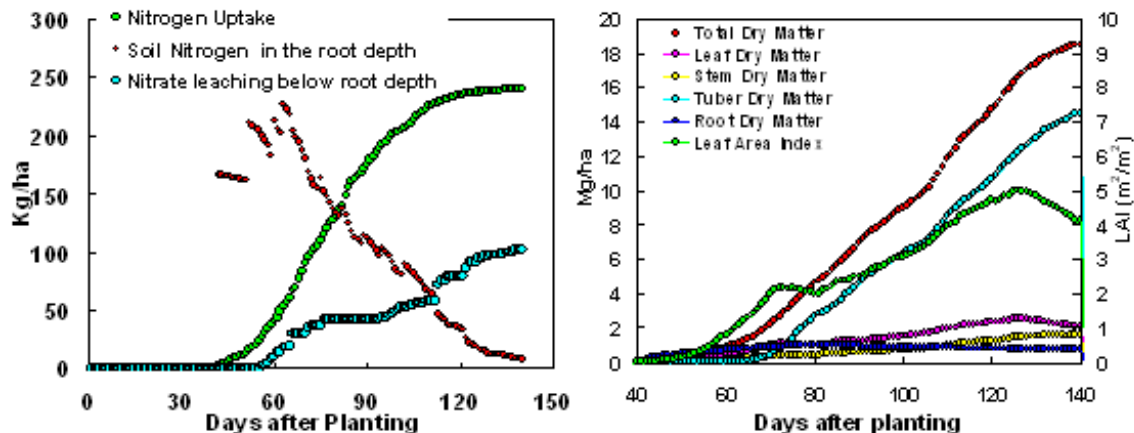 300
250
200
150
100
50
0
Kg/ha
Nitrogen Uptake
Soil Nitrogen in the root depth
Nitrate leaching below root depth
0 30 60 90 120 150
Days after Planting
20
18
16
14
12
10
8
6
4
2
0
Mg/ha
Total Dry Matter
Leaf Dry Matter
Stem Dry Matter
Tuber Dry Matter
Root Dry Matter
Leaf Area Index
10
9
8
7
6
5
4
3
2
1
0
LAI (m²/m²)
40 60 80 100 120 140
Days after planting